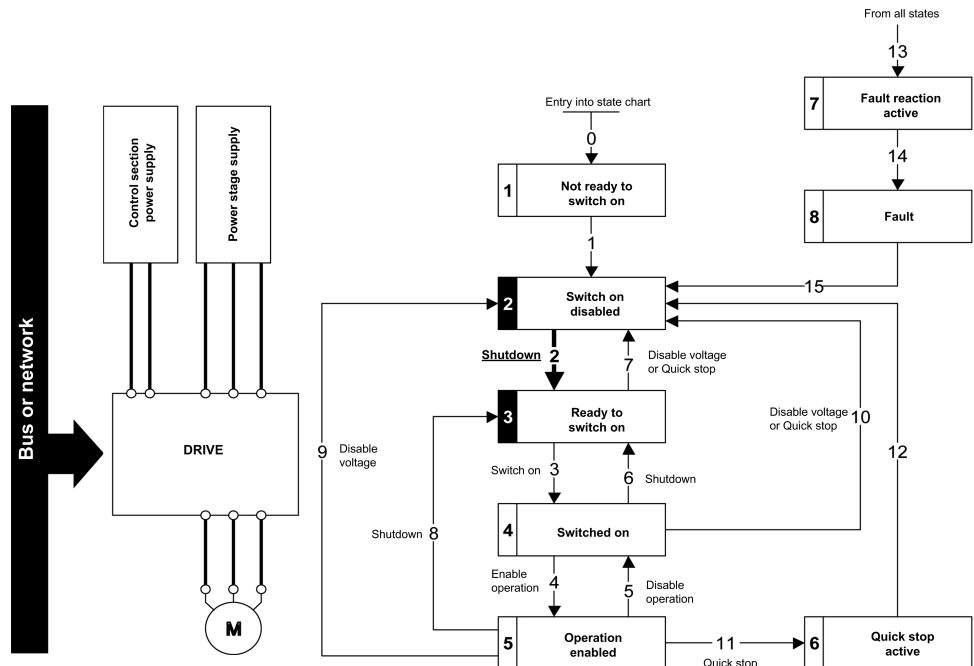 From all states
13
7
Fault reaction
active
14
8
Fault
15
Entry into state chart
0
1
Not ready to
switch on
1
2
Switch on
disabled
Shutdown 2
7
Disable voltage
or Quick stop
3
Ready to
switch on
Switch on 3
6 Shutdown
4
Switched on
Enable
operation
4
5
Disable
operation
5
Operation
enabled
9
Disable
voltage
Shutdown 8
Disable voltage
or Quick stop
10
12
11
Quick stop
6
Quick stop
active
Bus or network
Control section
power supply
Power stage supply
DRIVE
M